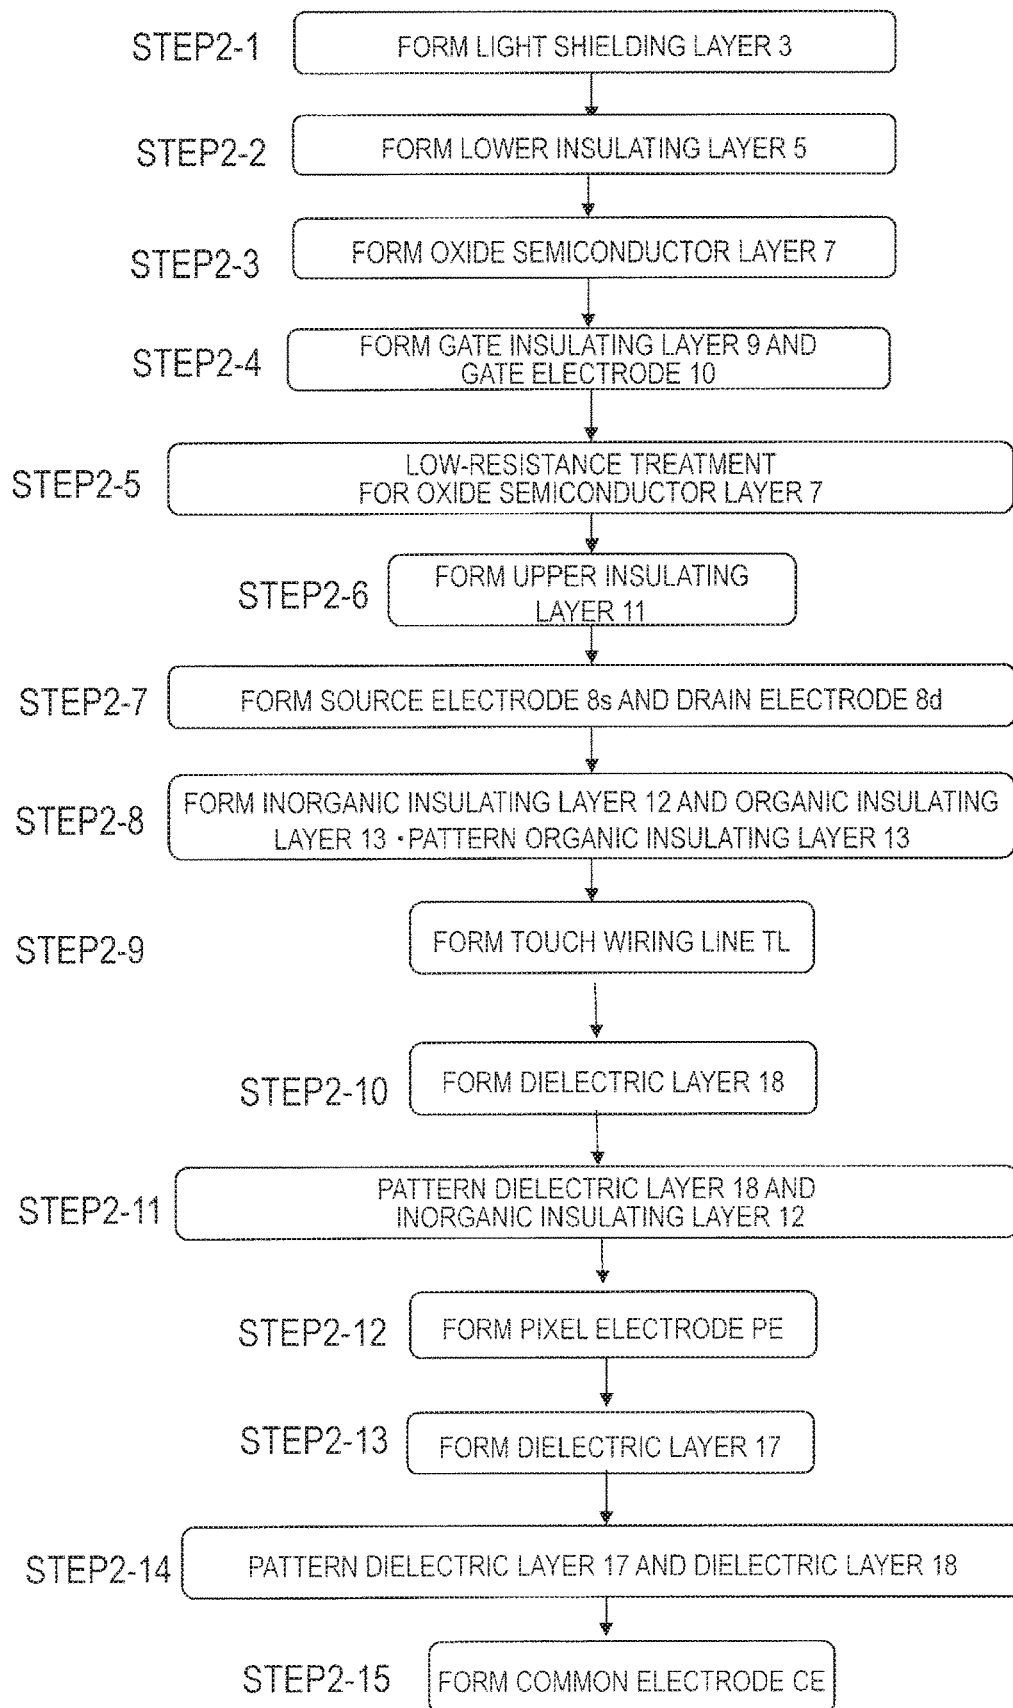 STEP2-1
FORM LIGHT SHIELDING LAYER 3
STEP2-2
FORM LOWER INSULATING LAYER 5
STEP2-3
FORM OXIDE SEMICONDUCTOR LAYER 7
STEP2-4
FORM GATE INSULATING LAYER 9 AND
GATE ELECTRODE 10
STEP2-5
LOW-RESISTANCE TREATMENT
FOR OXIDE SEMICONDUCTOR LAYER 7
STEP2-6
FORM UPPER INSULATING
LAYER 11
STEP2-7
FORM SOURCE ELECTRODE 8s AND DRAIN ELECTRODE 8d
STEP2-8
FORM INORGANIC INSULATING LAYER 12 AND ORGANIC INSULATING
LAYER 13 ・PATTERN ORGANIC INSULATING LAYER 13
STEP2-9
FORM TOUCH WIRING LINE TL
STEP2-10
FORM DIELECTRIC LAYER 18
STEP2-11
PATTERN DIELECTRIC LAYER 18 AND
INORGANIC INSULATING LAYER 12
STEP2-12
FORM PIXEL ELECTRODE PE
STEP2-13
FORM DIELECTRIC LAYER 17
STEP2-14
PATTERN DIELECTRIC LAYER 17 AND DIELECTRIC LAYER 18
STEP2-15
FORM COMMON ELECTRODE CE